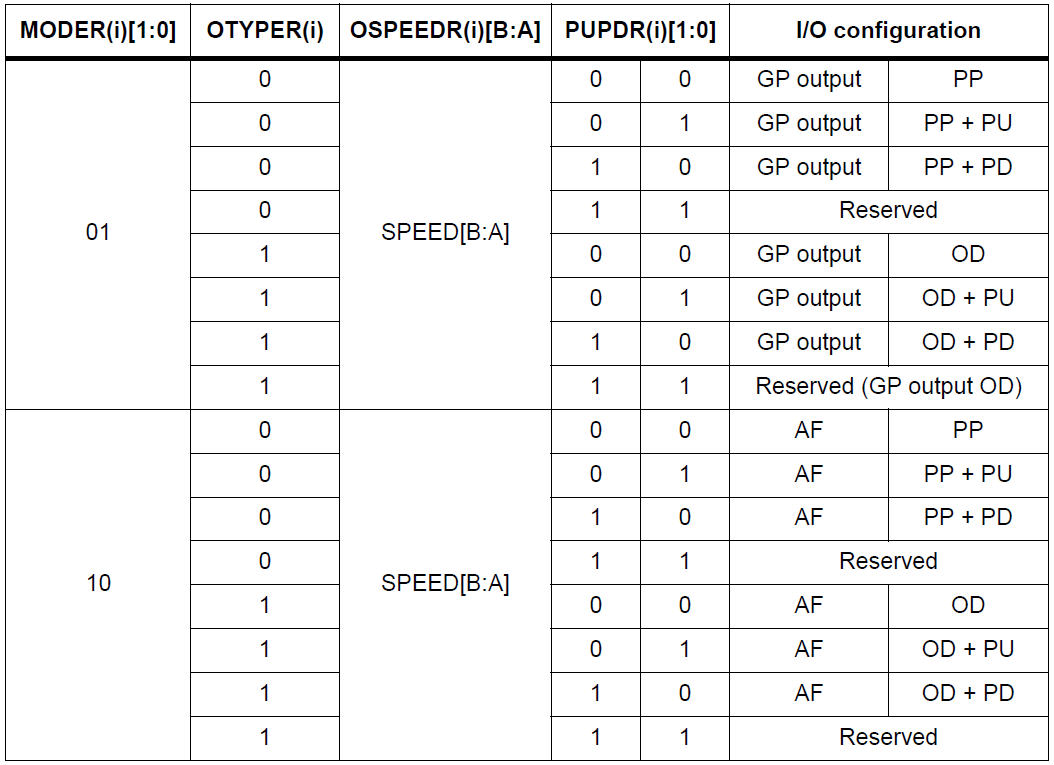 MODER(i)[1:0] OTYPER(i) OSPEEDR(i)[B:A] PUPDR(i)[1:0] I/O configuration
0 0 0 GP output PP
0 0 1 GP output PP + PU
0 1 0 GP output PP + PD
0 1 1 Reserved
01 SPEED[B:A]
1 0 0 GP output OD
1 0 1 GP output OD + PU
1 1 0 GP output OD + PD
1 1 1 Reserved (GP output OD)
0 0 0 AF PP
0 0 1 AF PP + PU
0 1 0 AF PP + PD
0 1 1 Reserved
10 SPEED[B:A]
1 0 0 AF OD
1 0 1 AF OD + PU
1 1 0 AF OD + PD
1 1 1 Reserved